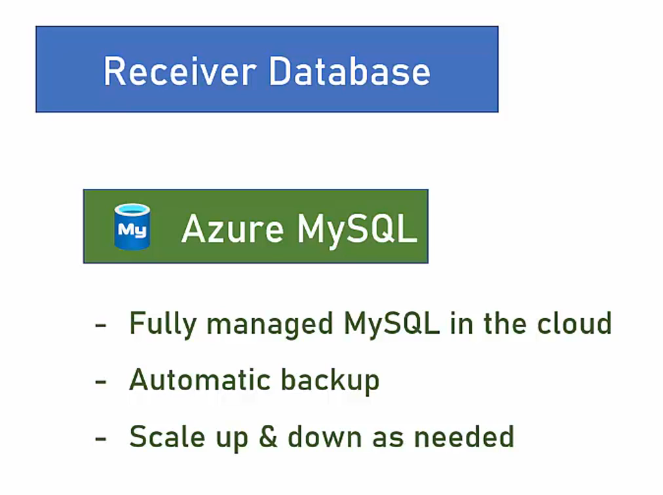 Receiver Database
My Azure MySQL
- Fully managed MySQL in the cloud
- Automatic backup
- Scale up & down as needed